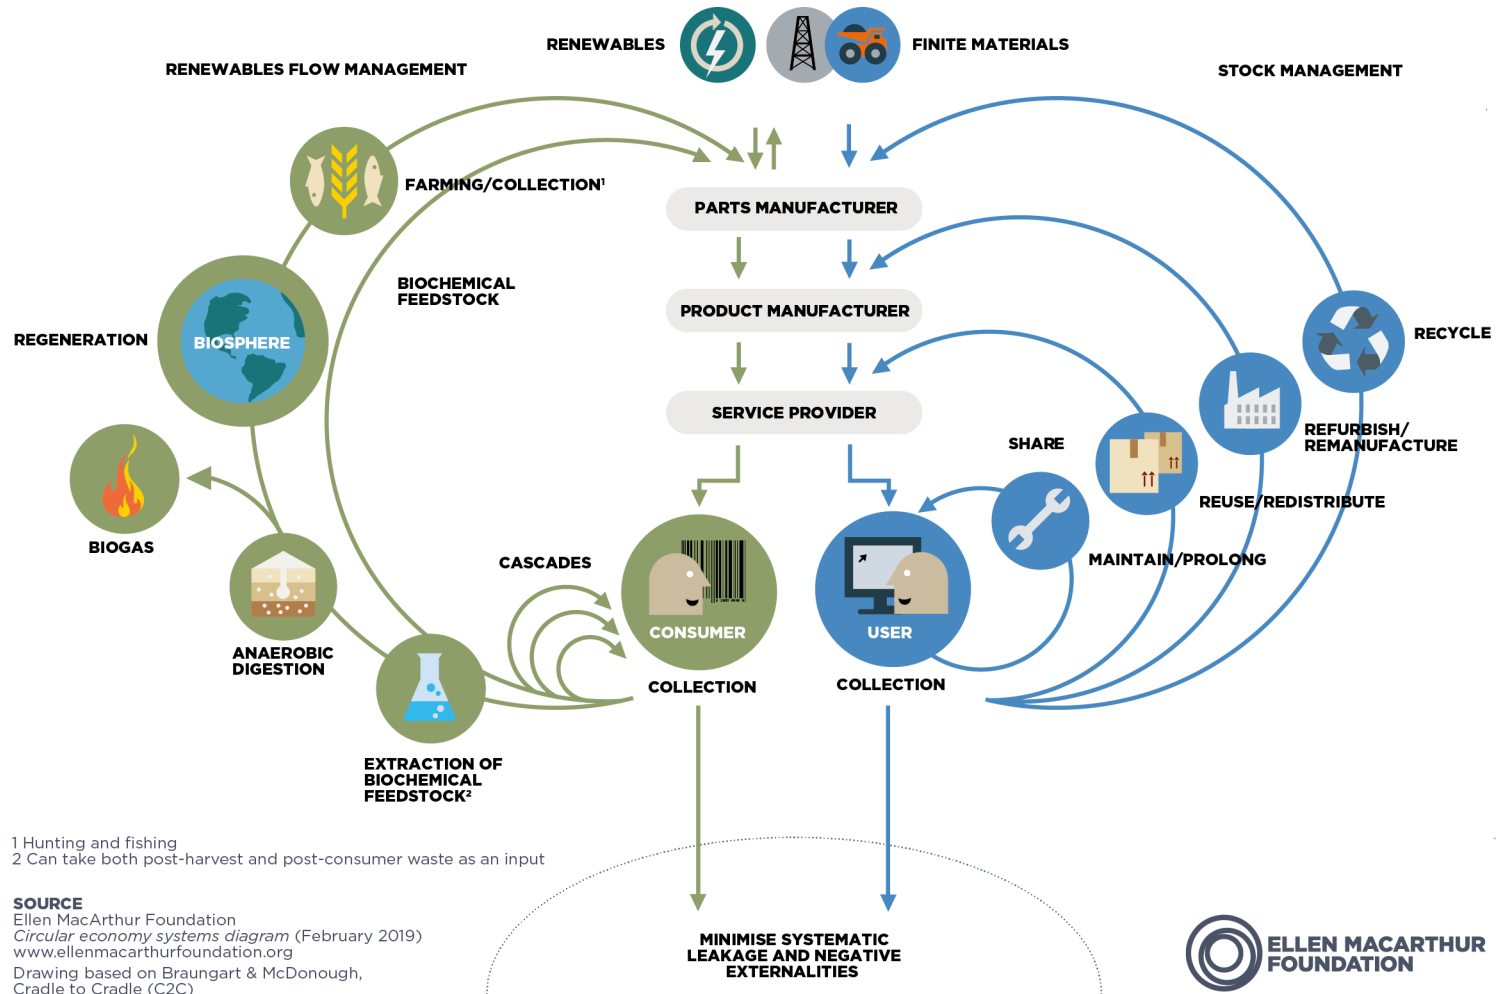 RENEWABLES
FINITE MATERIALS
RENEWABLES FLOW MANAGEMENT
STOCK MANAGEMENT
FARMING/COLLECTION¹
PARTS MANUFACTURER
BIOCHEMICAL
FEEDSTOCK
PRODUCT MANUFACTURER
REGENERATION
BIOSPHERE
RECYCLE
SERVICE PROVIDER
REFURBISH/
REMANUFACTURE
SHARE
REUSE/REDISTRIBUTE
BIOGAS
CASCADES
MAINTAIN/PROLONG
CONSUMER
USER
ANAEROBIC
DIGESTION
COLLECTION
COLLECTION
EXTRACTION OF
BIOCHEMICAL
FEEDSTOCK²
1 Hunting and fishing
2 Can take both post-harvest and post-consumer waste as an input
SOURCE
Ellen MacArthur Foundation
Circular economy systems diagram (February 2019)
www.ellenmacarthurfoundation.org
Drawing based on Braungart & McDonough,
Cradle to Cradle (C2C)
MINIMISE SYSTEMATIC
LEAKAGE AND NEGATIVE
EXTERNALITIES
ELLEN MACARTHUR
FOUNDATION